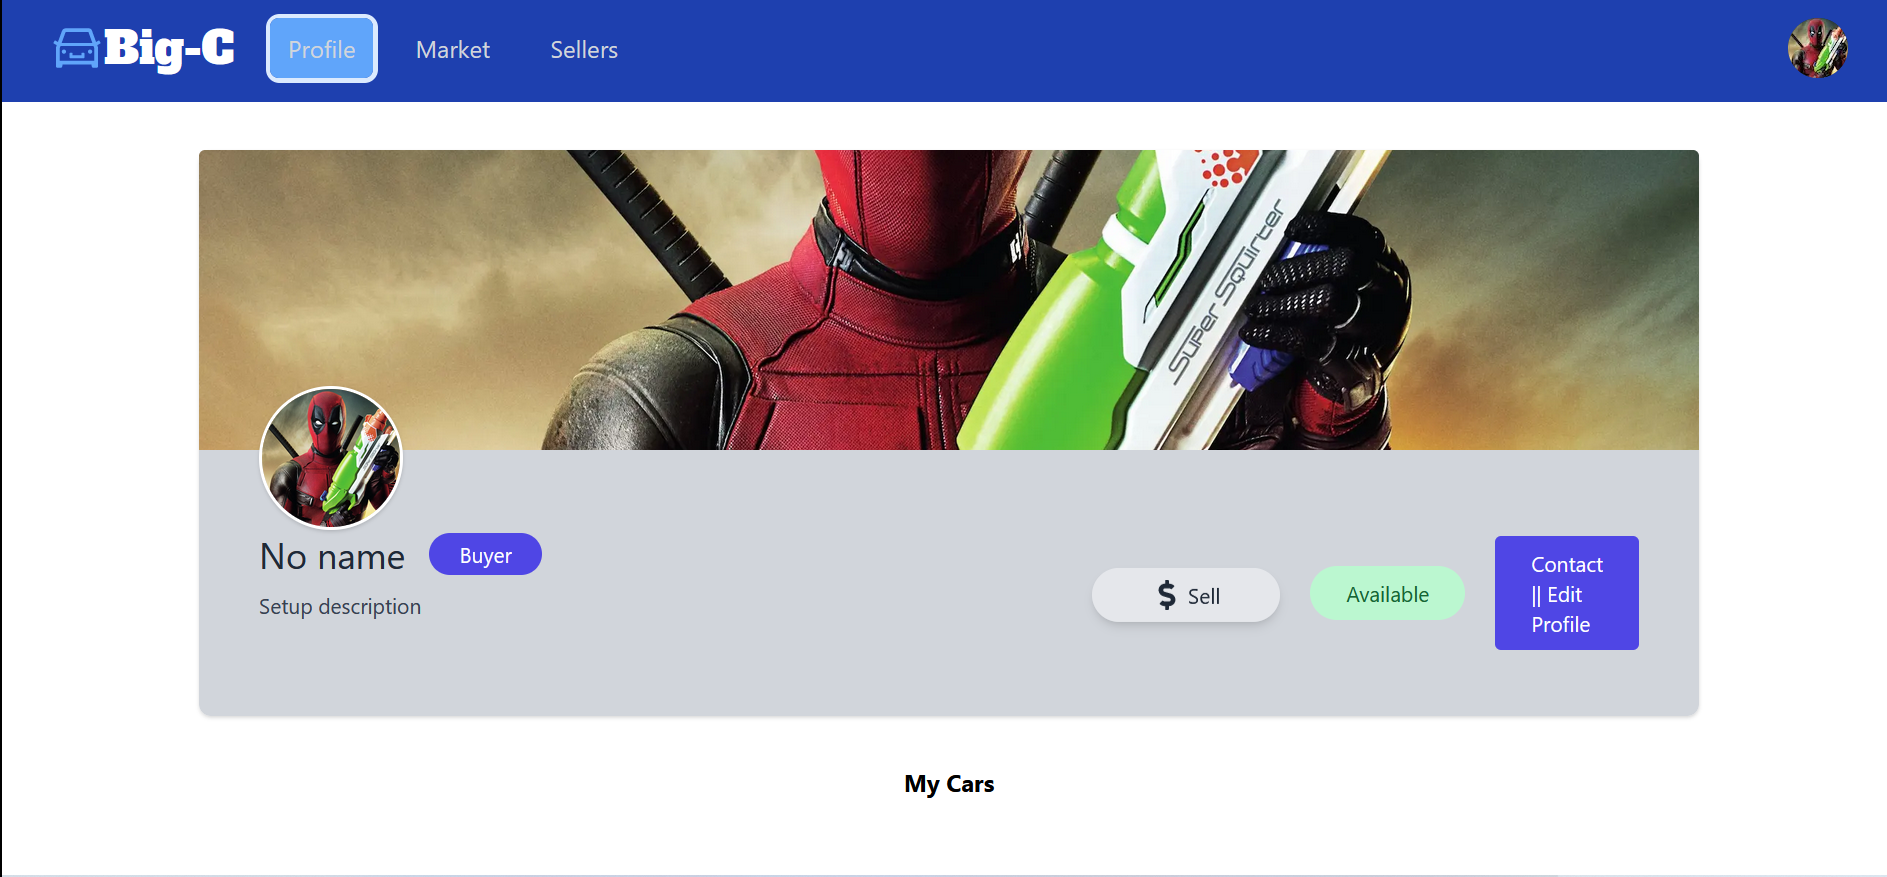 Big-C
Profile
Market
Sellers
SUPER SQUIRTER
No name
Buyer
Setup description
$ Sell
Available
Contact
|| Edit
Profile
My Cars